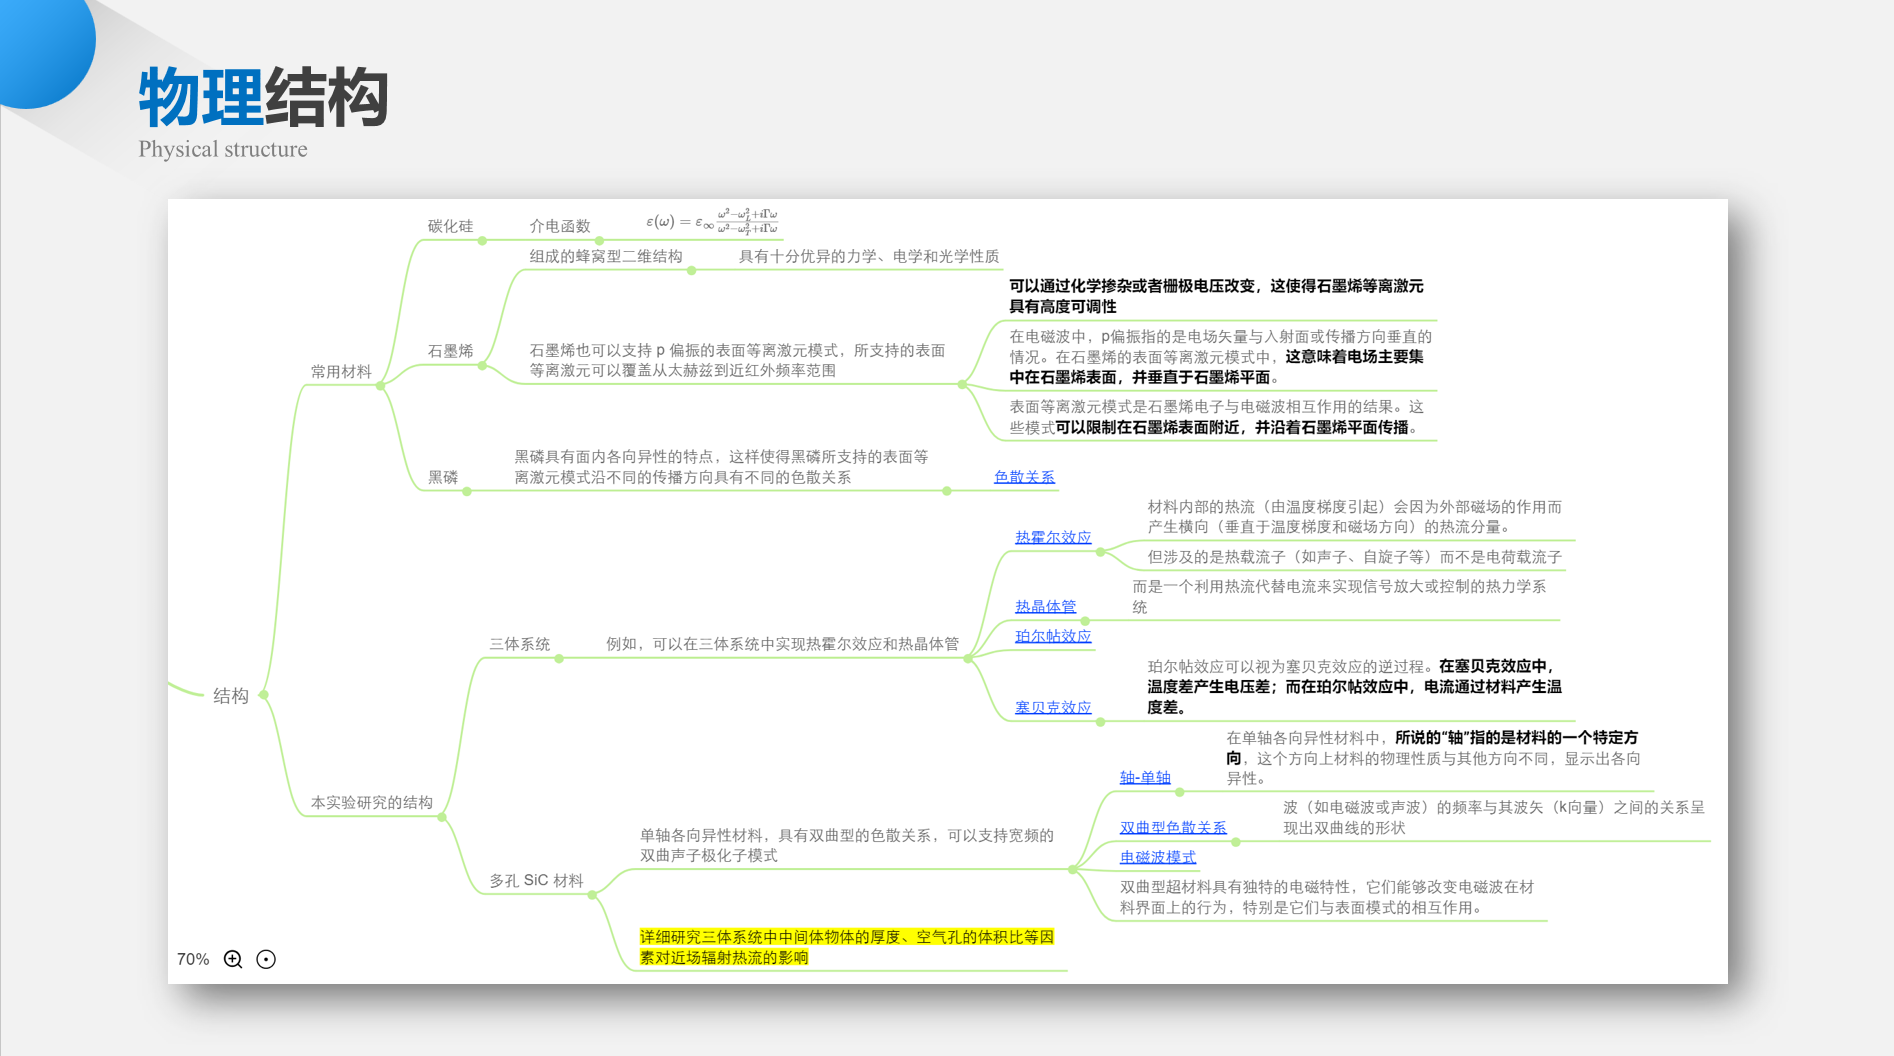 物理结构
Physical structure
碳化硅
介电函数
ε(ω) = ε∞ (ω²−ω_L²+iΓω)/(ω²−ω_T²+iΓω)
组成的蜂窝型二维结构
具有十分优异的力学、电学和光学性质
可以通过化学掺杂或者栅极电压改变，这使得石墨烯等离激元
具有高度可调性
常用材料
石墨烯
石墨烯也可以支持 p 偏振的表面等离激元模式，所支持的表面
等离激元可以覆盖从太赫兹到近红外频率范围
在电磁波中，p偏振指的是电场矢量与入射面或传播方向垂直的
情况。在石墨烯的表面等离激元模式中，这意味着电场主要集
中在石墨烯表面，并垂直于石墨烯平面。
表面等离激元模式是石墨烯电子与电磁波相互作用的结果。这
些模式可以限制在石墨烯表面附近，并沿着石墨烯平面传播。
黑磷
黑磷具有面内各向异性的特点，这样使得黑磷所支持的表面等
离激元模式沿不同的传播方向具有不同的色散关系
色散关系
结构
本实验研究的结构
三体系统
例如，可以在三体系统中实现热霍尔效应和热晶体管
热霍尔效应
材料内部的热流（由温度梯度引起）会因为外部磁场的作用而
产生横向（垂直于温度梯度和磁场方向）的热流分量。
但涉及的是热载流子（如声子、自旋子等）而不是电荷载流子
热晶体管
而是一个利用热流代替电流来实现信号放大或控制的热力学系
统
珀尔帖效应
塞贝克效应
珀尔帖效应可以视为塞贝克效应的逆过程。在塞贝克效应中，
温度差产生电压差；而在珀尔帖效应中，电流通过材料产生温
度差。
多孔 SiC 材料
单轴各向异性材料，具有双曲型的色散关系，可以支持宽频的
双曲声子极化子模式
轴-单轴
在单轴各向异性材料中，所说的“轴”指的是材料的一个特定方
向，这个方向上材料的物理性质与其他方向不同，显示出各向
异性。
双曲型色散关系
波（如电磁波或声波）的频率与其波矢（k向量）之间的关系呈
现出双曲线的形状
电磁波模式
双曲型超材料具有独特的电磁特性，它们能够改变电磁波在材
料界面上的行为，特别是它们与表面模式的相互作用。
详细研究三体系统中中间体物体的厚度、空气孔的体积比等因
素对近场辐射热流的影响
70%